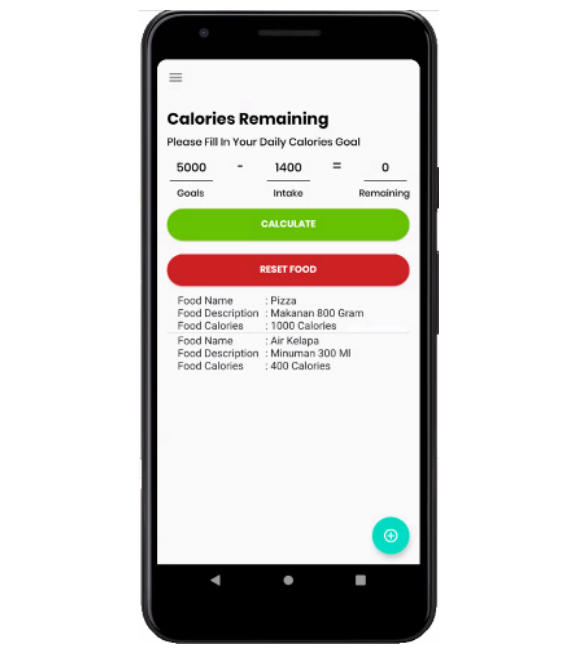 Calories Remaining
Please Fill In Your Daily Calories Goal
5000 - 1400 = 0
Goals Intake Remaining
CALCULATE
RESET FOOD
Food Name : Pizza
Food Description : Makanan 800 Gram
Food Calories : 1000 Calories
Food Name : Air Kelapa
Food Description : Minuman 300 Ml
Food Calories : 400 Calories